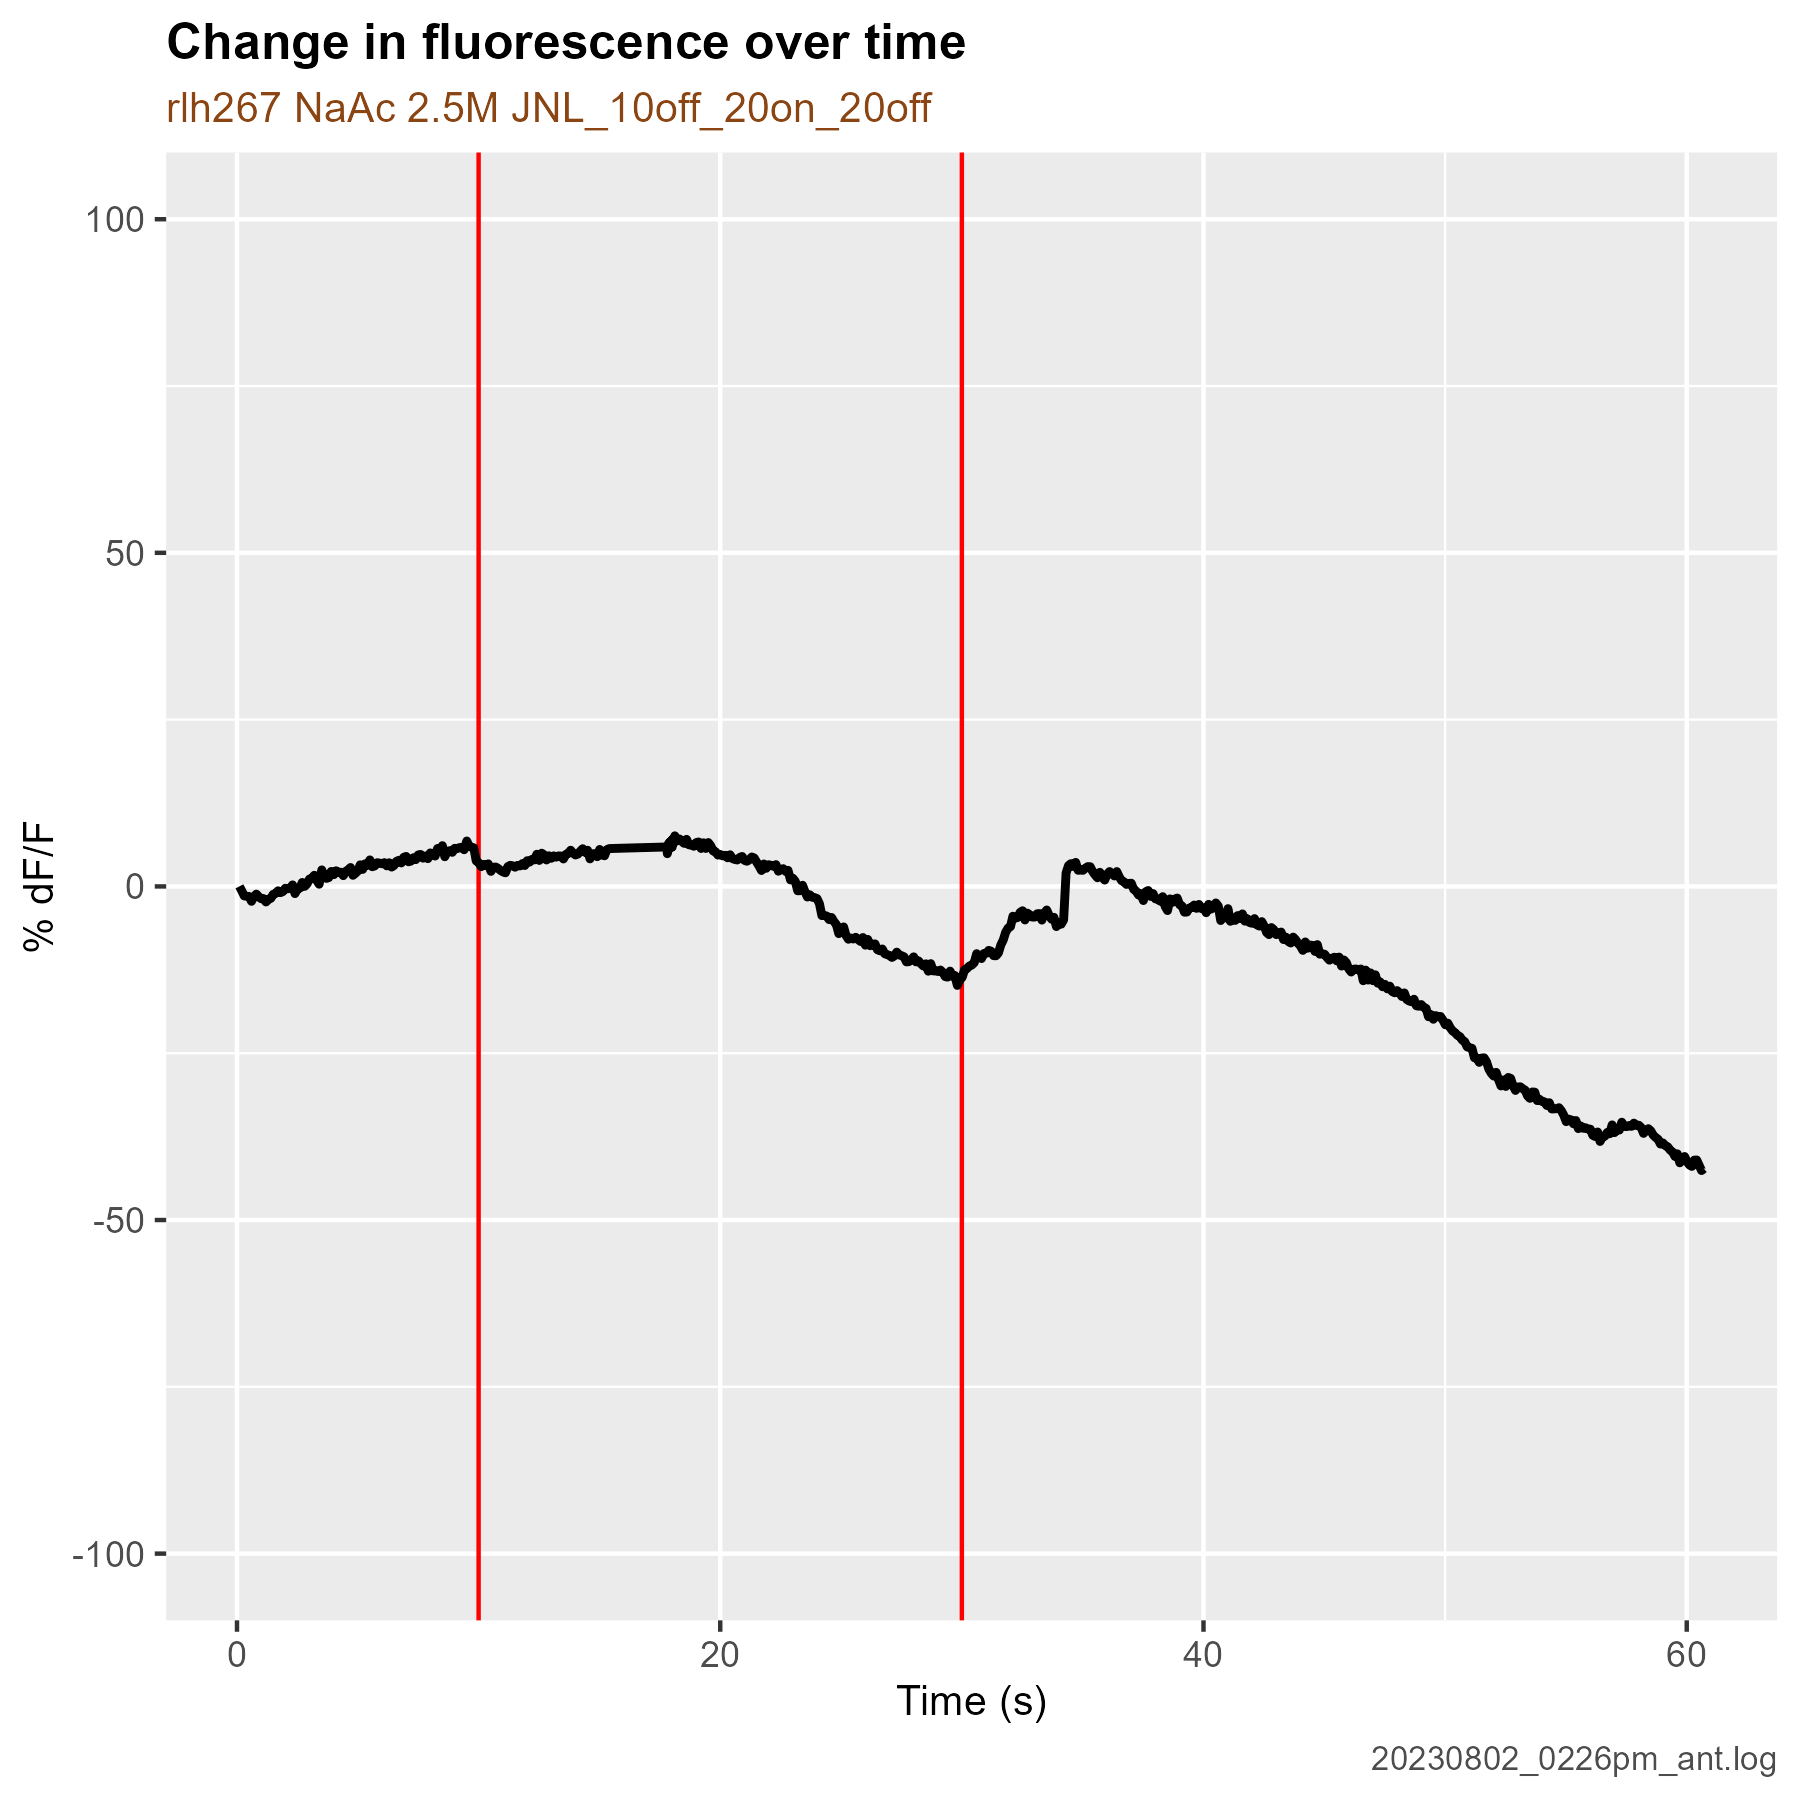 Change in fluorescence over time
rlh267 NaAc 2.5M JNL_10off_20on_20off
100
50
0
-50
-100
% dF/F
0 20 40 60
Time (s)
20230802_0226pm_ant.log